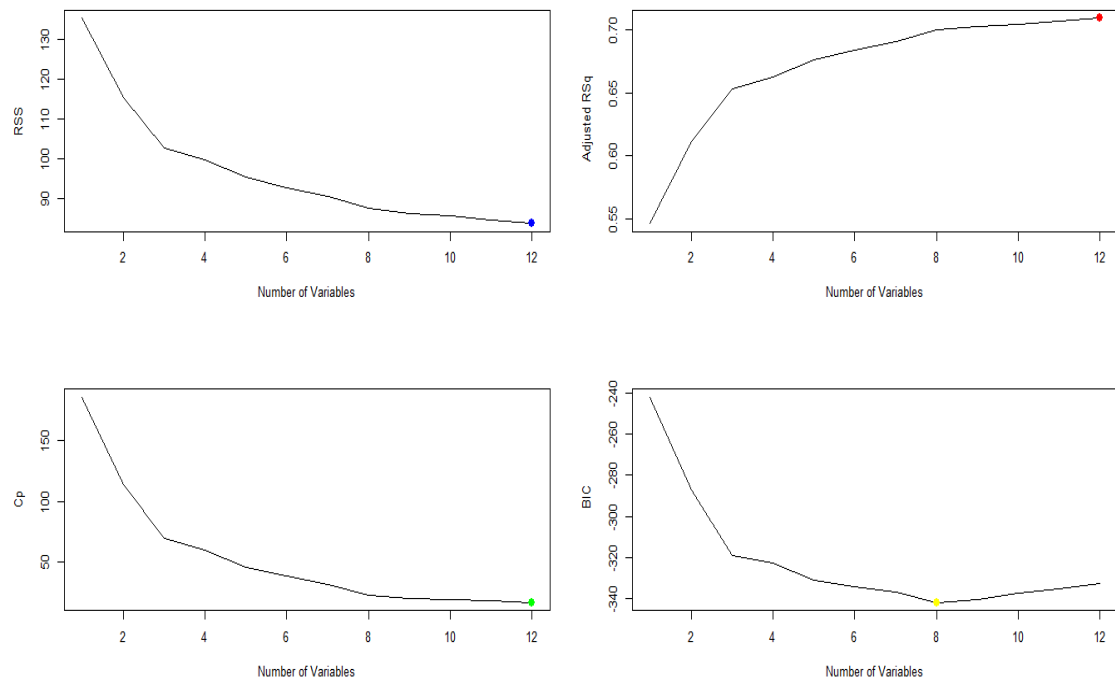 RSS
130
120
110
100
90
2 4 6 8 10 12
Number of Variables
Adjusted RSq
0.70
0.65
0.60
0.55
2 4 6 8 10 12
Number of Variables
Cp
150
100
50
2 4 6 8 10 12
Number of Variables
BIC
-240
-260
-280
-300
-320
-340
2 4 6 8 10 12
Number of Variables